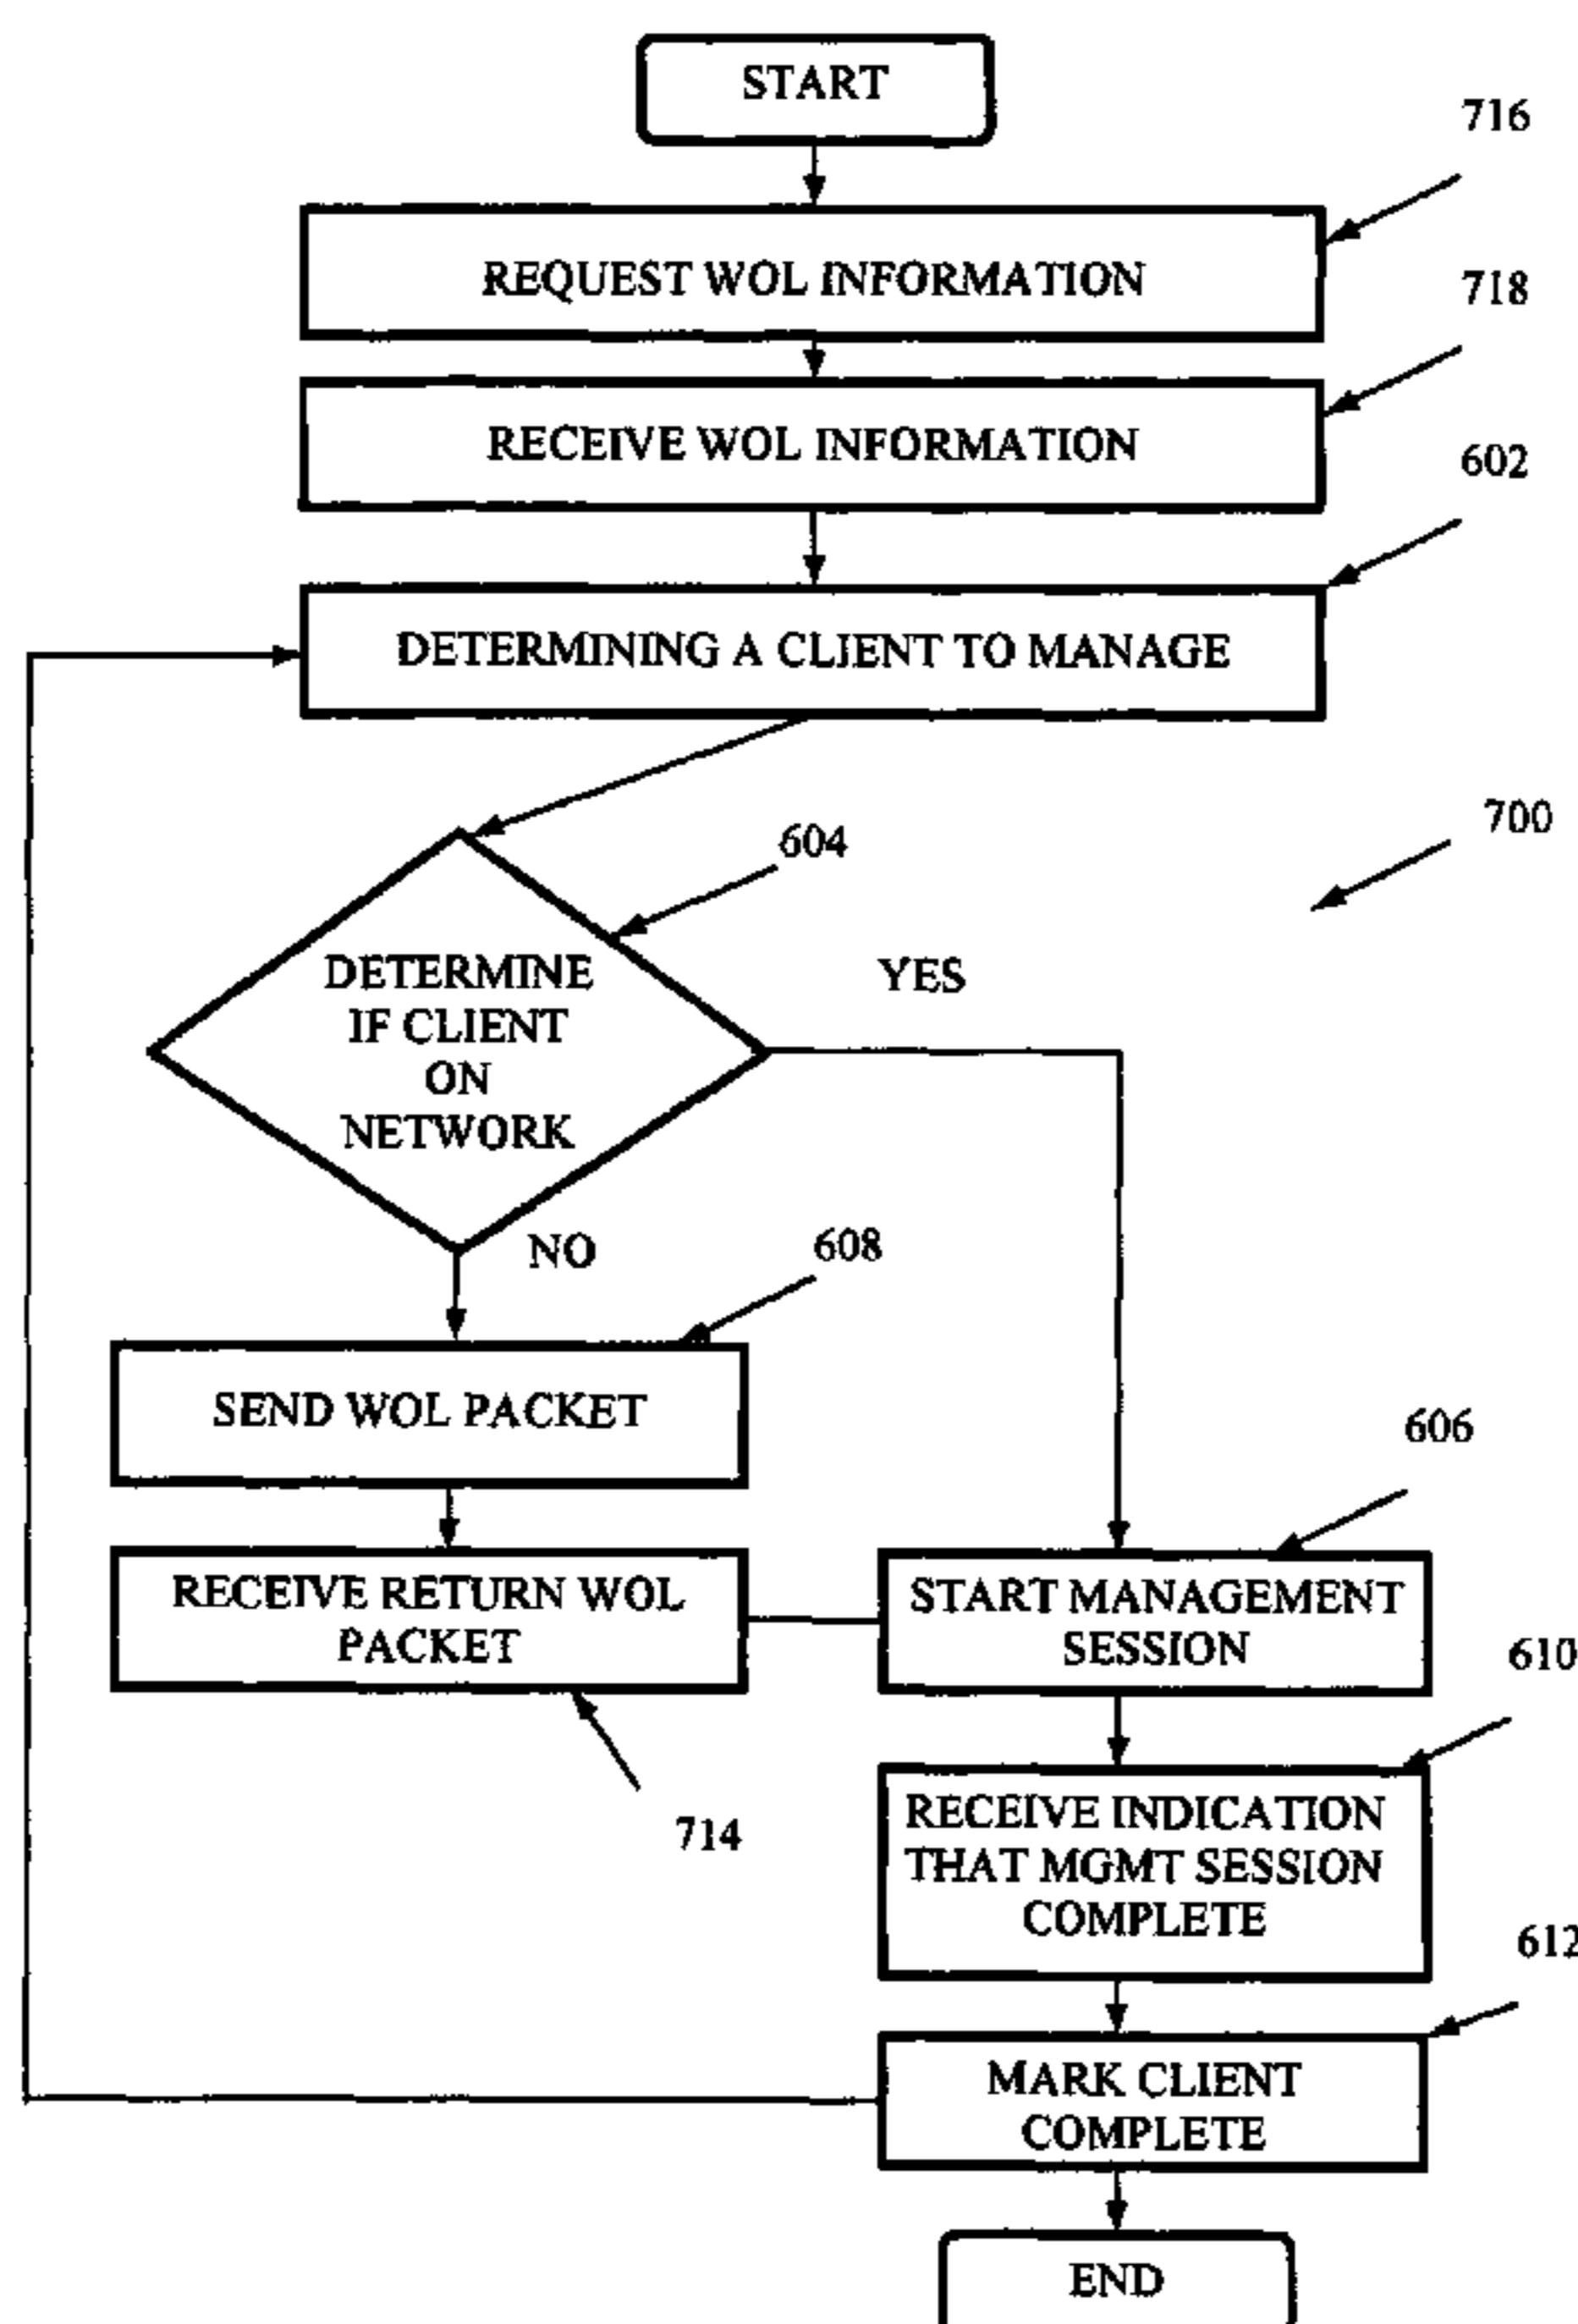 START
716
REQUEST WOL INFORMATION
718
RECEIVE WOL INFORMATION
602
DETERMINING A CLIENT TO MANAGE
700
604
DETERMINE
IF CLIENT
ON
NETWORK
YES
NO
608
SEND WOL PACKET
606
RECEIVE RETURN WOL
PACKET
START MANAGEMENT
SESSION
610
714
RECEIVE INDICATION
THAT MGMT SESSION
COMPLETE
612
MARK CLIENT
COMPLETE
END